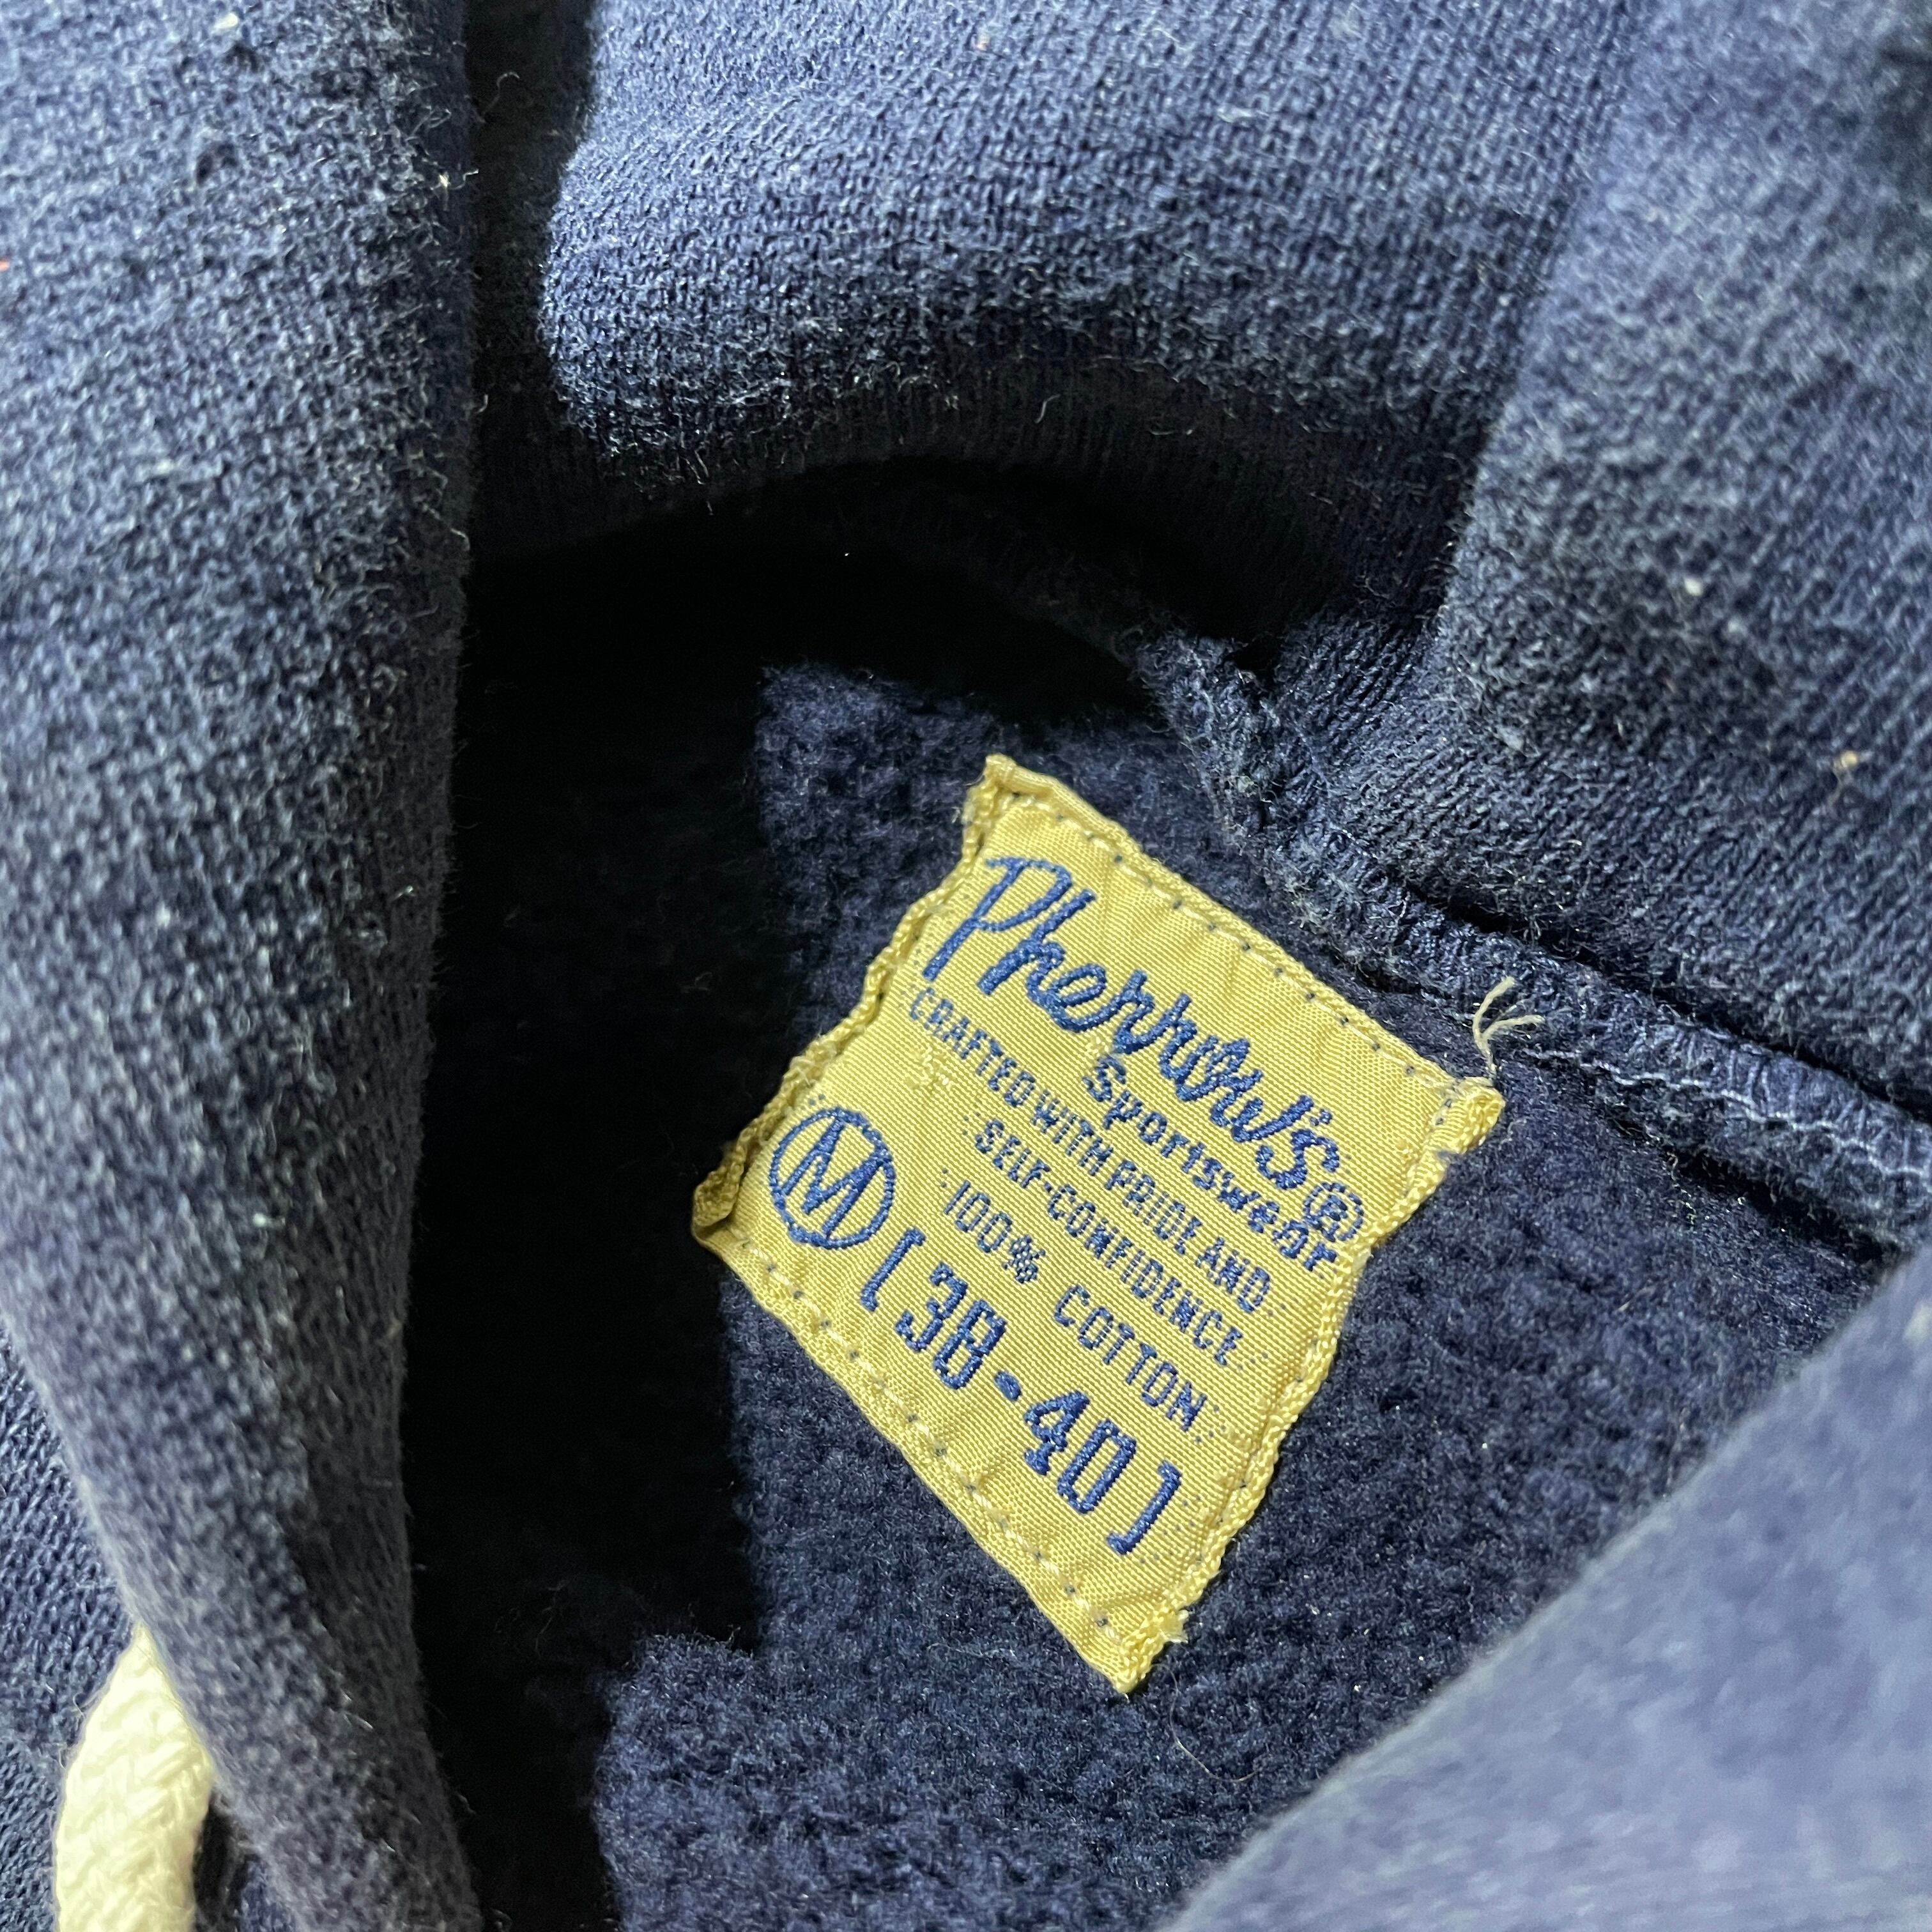 Pherrow's®
Sportswear
CRAFTED WITH PRIDE AND
SELF-CONFIDENCE
100% COTTON
M [38-40]